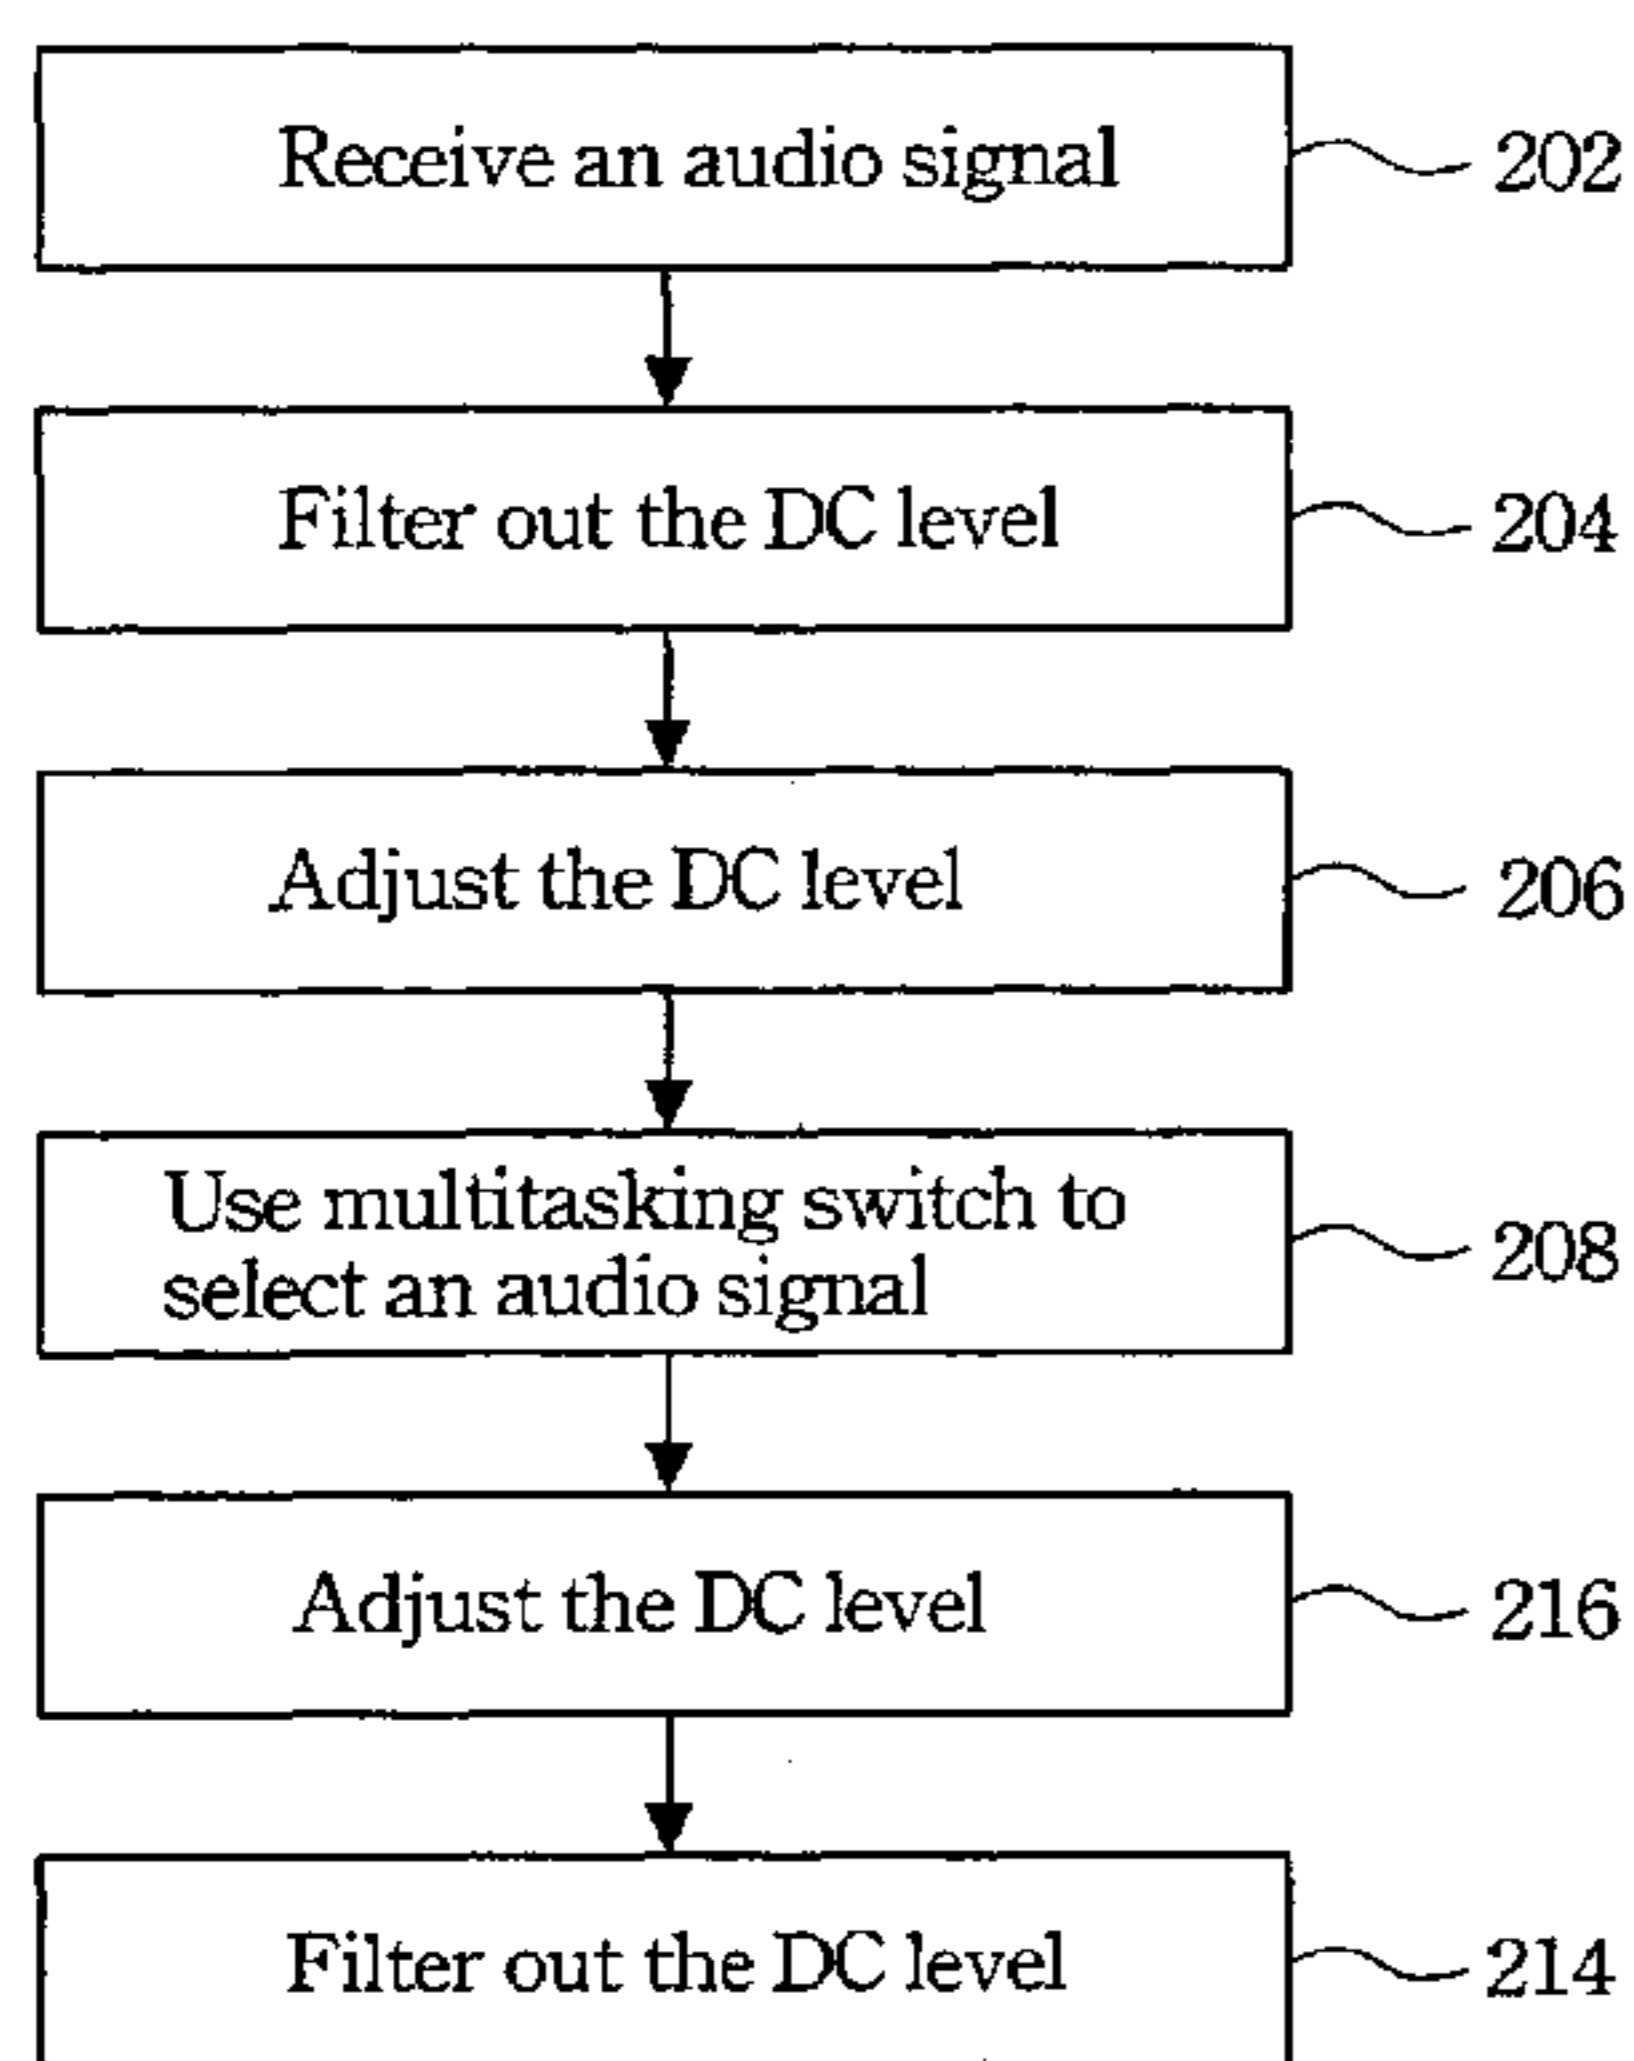 Receive an audio signal
202
Filter out the DC level
204
Adjust the DC level
206
Use multitasking switch to
select an audio signal
208
Adjust the DC level
216
Filter out the DC level
214